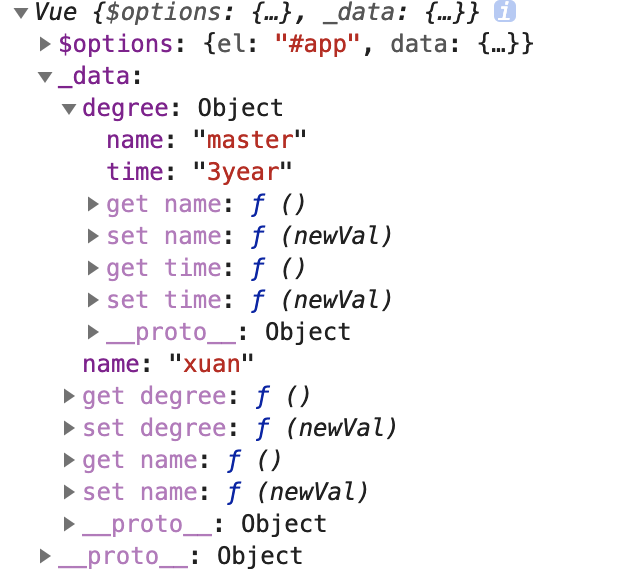 Vue {$options: {…}, _data: {…}} i
$options: {el: "#app", data: {…}}
_data:
degree: Object
name: "master"
time: "3year"
get name: ƒ ()
set name: ƒ (newVal)
get time: ƒ ()
set time: ƒ (newVal)
__proto__: Object
name: "xuan"
get degree: ƒ ()
set degree: ƒ (newVal)
get name: ƒ ()
set name: ƒ (newVal)
__proto__: Object
__proto__: Object